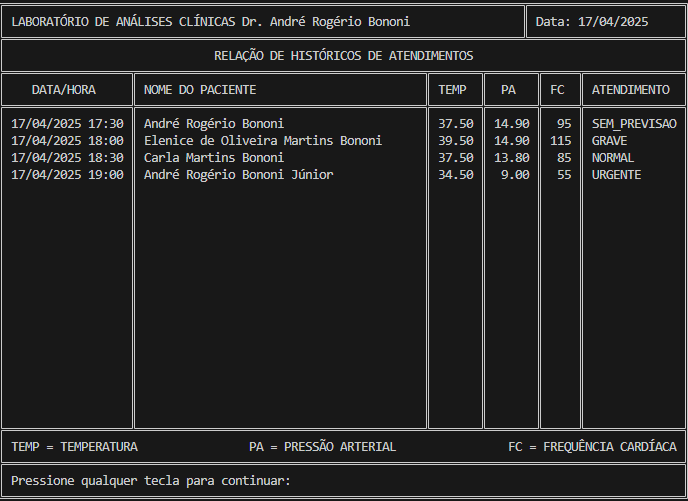 LABORATÓRIO DE ANÁLISES CLÍNICAS Dr. André Rogério Bononi Data: 17/04/2025
RELAÇÃO DE HISTÓRICOS DE ATENDIMENTOS
DATA/HORA NOME DO PACIENTE TEMP PA FC ATENDIMENTO
17/04/2025 17:30 André Rogério Bononi 37.50 14.90 95 SEM_PREVISAO
17/04/2025 18:00 Elenice de Oliveira Martins Bononi 39.50 14.90 115 GRAVE
17/04/2025 18:30 Carla Martins Bononi 37.50 13.80 85 NORMAL
17/04/2025 19:00 André Rogério Bononi Júnior 34.50 9.00 55 URGENTE
TEMP = TEMPERATURA PA = PRESSÃO ARTERIAL FC = FREQUÊNCIA CARDÍACA
Pressione qualquer tecla para continuar: